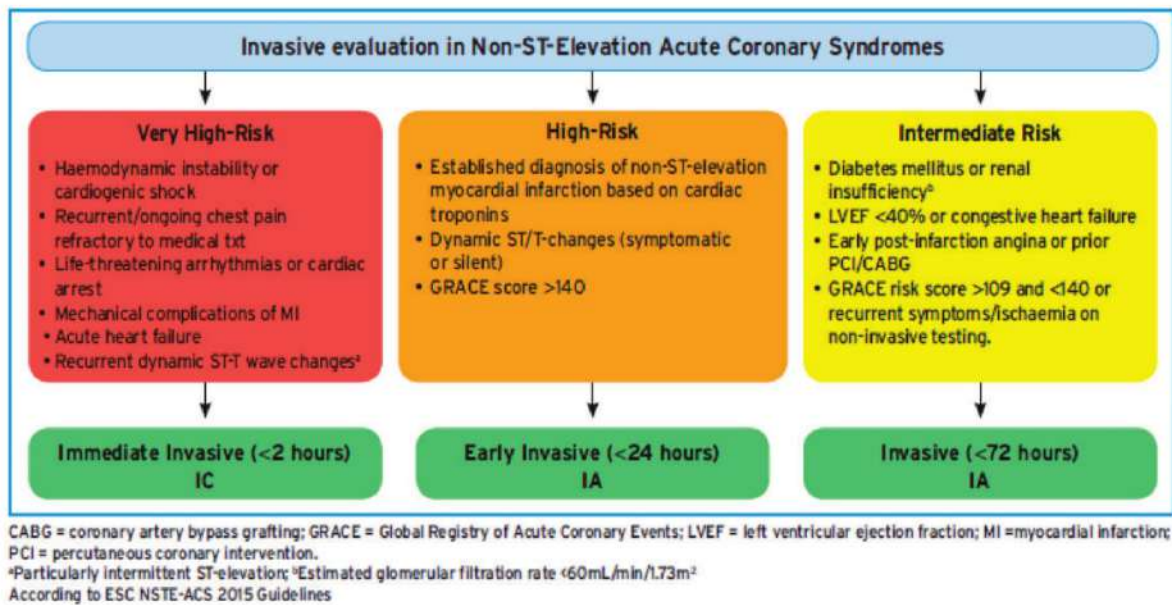 Invasive evaluation in Non-ST-Elevation Acute Coronary Syndromes
Very High-Risk
• Haemodynamic instability or
cardiogenic shock
• Recurrent/ongoing chest pain
refractory to medical txt
• Life-threatening arrhythmias or cardiac
arrest
• Mechanical complications of MI
• Acute heart failure
• Recurrent dynamic ST-T wave changesᵃ
High-Risk
• Established diagnosis of non-ST-elevation
myocardial infarction based on cardiac
troponins
• Dynamic ST/T-changes (symptomatic
or silent)
• GRACE score >140
Intermediate Risk
• Diabetes mellitus or renal
insufficiencyᵇ
• LVEF <40% or congestive heart failure
• Early post-infarction angina or prior
PCI/CABG
• GRACE risk score >109 and <140 or
recurrent symptoms/ischaemia on
non-invasive testing.
Immediate Invasive (<2 hours)
IC
Early Invasive (<24 hours)
IA
Invasive (<72 hours)
IA
CABG = coronary artery bypass grafting; GRACE = Global Registry of Acute Coronary Events; LVEF = left ventricular ejection fraction; MI =myocardial infarction;
PCI = percutaneous coronary intervention.
ᵃParticularly intermittent ST-elevation; ᵇEstimated glomerular filtration rate <60mL/min/1.73m²
According to ESC NSTE-ACS 2015 Guidelines